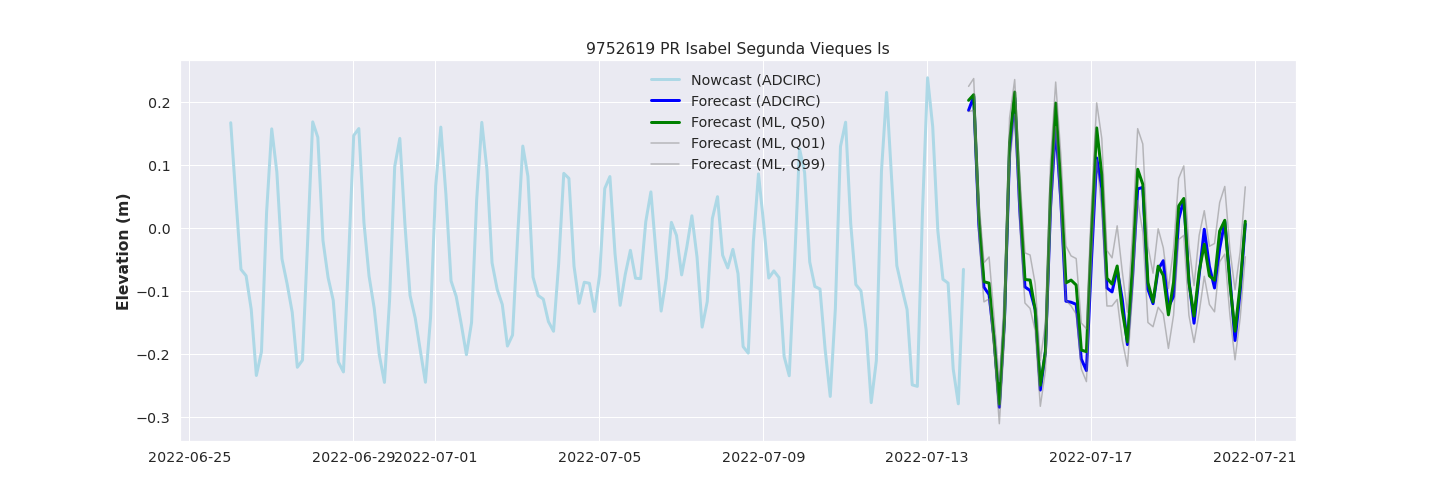 9752619 PR Isabel Segunda Vieques Is
Nowcast (ADCIRC)
Forecast (ADCIRC)
Forecast (ML, Q50)
Forecast (ML, Q01)
Forecast (ML, Q99)
Elevation (m)
0.2
0.1
0.0
−0.1
−0.2
−0.3
2022-06-25 2022-06-29 2022-07-01 2022-07-05 2022-07-09 2022-07-13 2022-07-17 2022-07-21